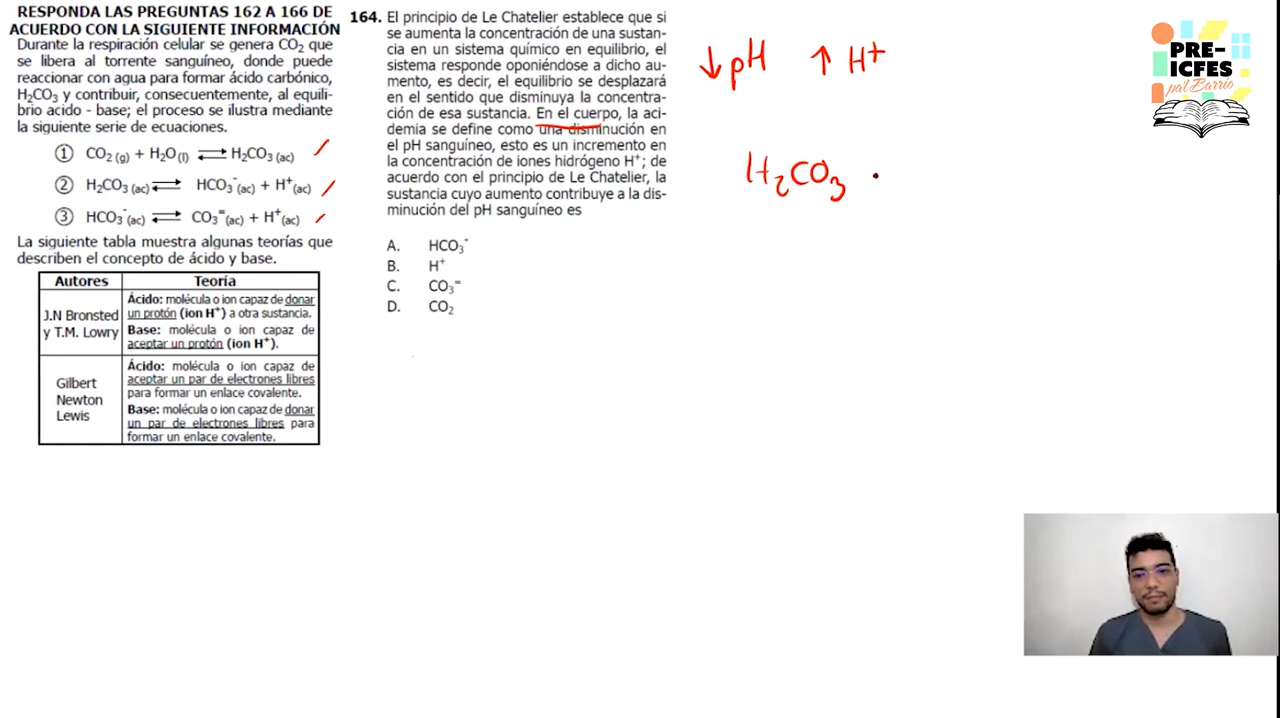 RESPONDA LAS PREGUNTAS 162 A 166 DE
ACUERDO CON LA SIGUIENTE INFORMACIÓN
Durante la respiración celular se genera CO₂ que
se libera al torrente sanguíneo, donde puede
reaccionar con agua para formar ácido carbónico,
H₂CO₃ y contribuir, consecuentemente, al equili-
brio acido - base; el proceso se ilustra mediante
la siguiente serie de ecuaciones.
① CO₂ (g) + H₂O (l) ⇌ H₂CO₃ (ac)
② H₂CO₃ (ac) ⇌ HCO₃⁻ (ac) + H⁺ (ac)
③ HCO₃⁻ (ac) ⇌ CO₃⁼ (ac) + H⁺ (ac)
La siguiente tabla muestra algunas teorías que
describen el concepto de ácido y base.
Autores Teoría
J.N Bronsted
y T.M. Lowry
Ácido: molécula o ion capaz de donar
un protón (ion H⁺) a otra sustancia.
Base: molécula o ion capaz de
aceptar un protón (ion H⁺).
Gilbert
Newton
Lewis
Ácido: molécula o ion capaz de
aceptar un par de electrones libres
para formar un enlace covalente.
Base: molécula o ion capaz de donar
un par de electrones libres para
formar un enlace covalente.
164. El principio de Le Chatelier establece que si
se aumenta la concentración de una sustan-
cia en un sistema químico en equilibrio, el
sistema responde oponiéndose a dicho au-
mento, es decir, el equilibrio se desplazará
en el sentido que disminuya la concentra-
ción de esa sustancia. En el cuerpo, la aci-
demia se define como una disminución en
el pH sanguíneo, esto es un incremento en
la concentración de iones hidrógeno H⁺; de
acuerdo con el principio de Le Chatelier, la
sustancia cuyo aumento contribuye a la dis-
minución del pH sanguíneo es
A. HCO₃⁻
B. H⁺
C. CO₃⁼
D. CO₂
↓ pH ↑ H⁺
H₂CO₃
PRE-
ICFES
pal Barrio